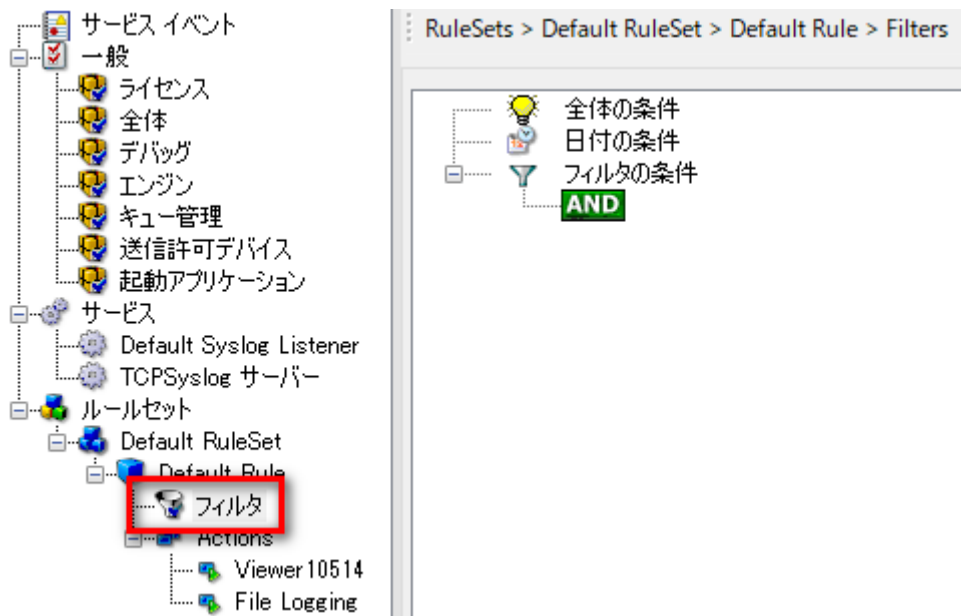 サービス イベント
一般
ライセンス
全体
デバッグ
エンジン
キュー管理
送信許可デバイス
起動アプリケーション
サービス
Default Syslog Listener
TCPSyslog サーバー
ルールセット
Default RuleSet
Default Rule
フィルタ
Actions
Viewer10514
File Logging
RuleSets > Default RuleSet > Default Rule > Filters
全体の条件
日付の条件
フィルタの条件
AND